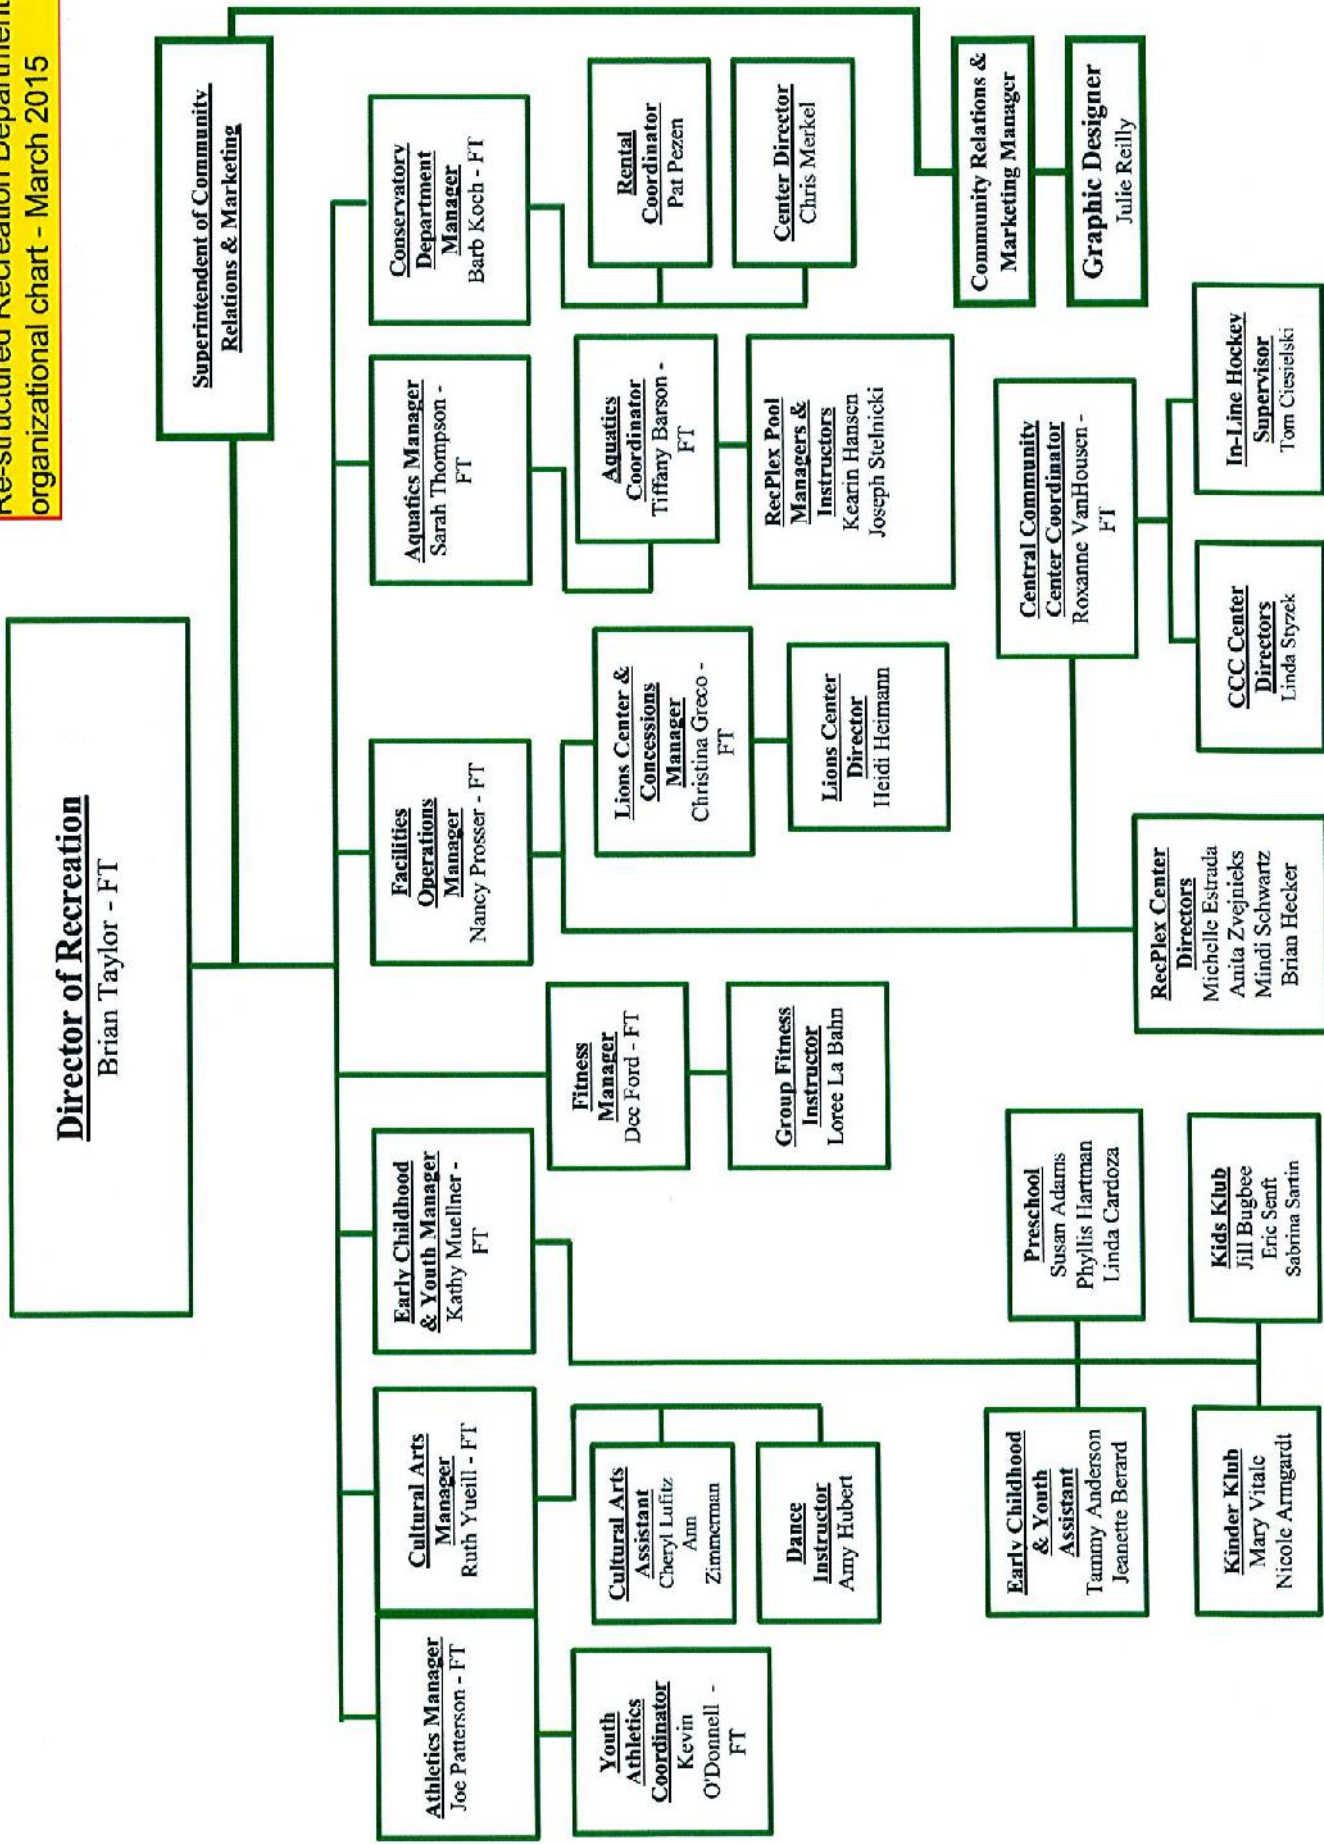 Re-structured Recreation Department
organizational chart - March 2015
Director of Recreation
Brian Taylor - FT
Superintendent of Community
Relations & Marketing
Athletics Manager
Joe Patterson - FT
Cultural Arts
Manager
Ruth Yueill - FT
Early Childhood
& Youth Manager
Kathy Muellner -
FT
Fitness
Manager
Dee Ford - FT
Facilities
Operations
Manager
Nancy Prosser - FT
Aquatics Manager
Sarah Thompson -
FT
Conservatory
Department
Manager
Barb Koch - FT
Youth
Athletics
Coordinator
Kevin
O'Donnell -
FT
Cultural Arts
Assistant
Cheryl Lufitz
Ann
Zimmerman
Dance
Instructor
Amy Hubert
Group Fitness
Instructor
Loree La Bahn
Lions Center &
Concessions
Manager
Christina Greco -
FT
Lions Center
Director
Heidi Heimann
Aquatics
Coordinator
Tiffany Barson -
FT
RecPlex Pool
Managers &
Instructors
Kearin Hansen
Joseph Stelnicki
Rental
Coordinator
Pat Pezen
Center Director
Chris Merkel
Community Relations &
Marketing Manager
Graphic Designer
Julie Reilly
Early Childhood
& Youth
Assistant
Tammy Anderson
Jeanette Berard
Preschool
Susan Adams
Phyllis Hartman
Linda Cardoza
Kinder Klub
Mary Vitale
Nicole Armgardt
Kids Klub
Jill Bugbee
Eric Senft
Sabrina Sartin
RecPlex Center
Directors
Michelle Estrada
Anita Zvejnieks
Mindi Schwartz
Brian Hecker
Central Community
Center Coordinator
Roxanne VanHousen -
FT
CCC Center
Directors
Linda Styzek
In-Line Hockey
Supervisor
Tom Ciesielski